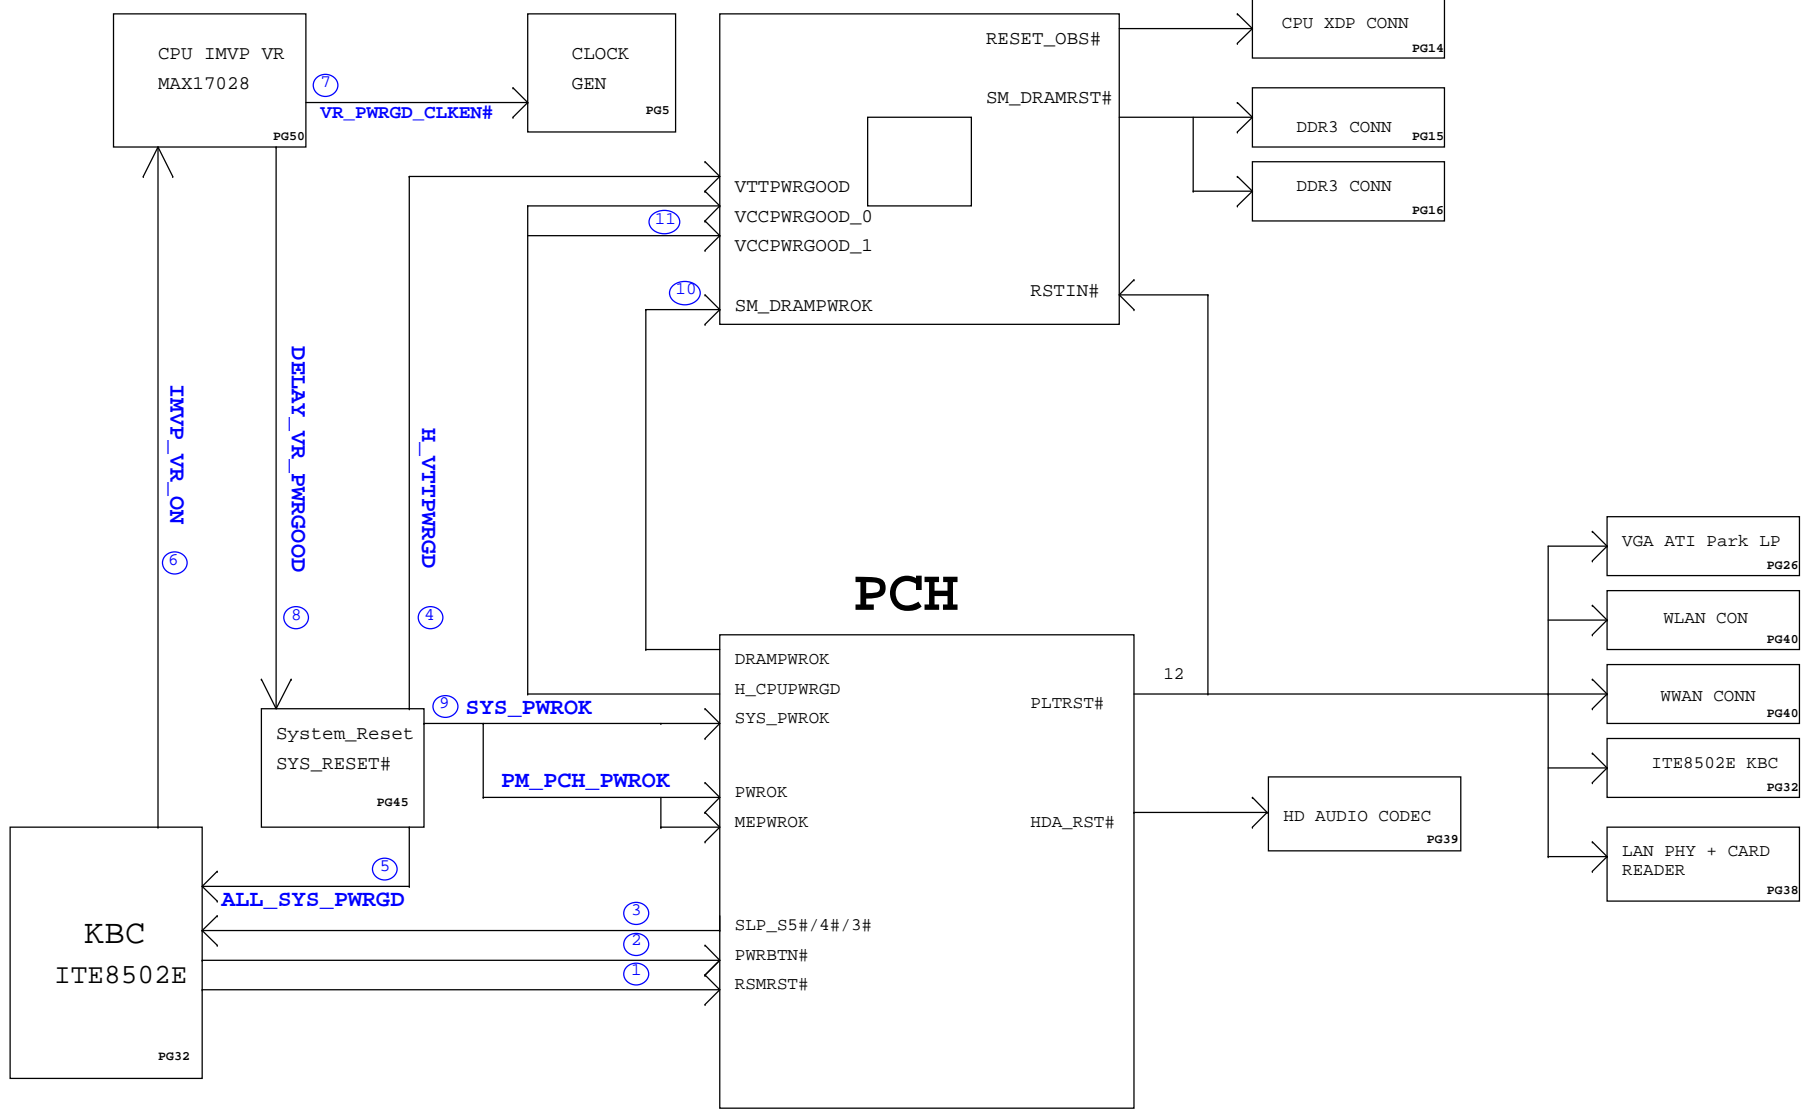 CPU IMVP VR
MAX17028
PG50
7
VR_PWRGD_CLKEN#
CLOCK
GEN
PG5
RESET_OBS#
SM_DRAMRST#
VTTPWRGOOD
VCCPWRGOOD_0
VCCPWRGOOD_1
SM_DRAMPWROK
RSTIN#
11
10
CPU XDP CONN
PG14
DDR3 CONN
PG15
DDR3 CONN
PG16
IMVP_VR_ON
6
DELAY_VR_PWRGOOD
8
H_VTTPWRGD
4
PCH
DRAMPWROK
H_CPUPWRGD
SYS_PWROK
PWROK
MEPWROK
SLP_S5#/4#/3#
PWRBTN#
RSMRST#
PLTRST#
HDA_RST#
12
9
SYS_PWROK
PM_PCH_PWROK
System_Reset
SYS_RESET#
PG45
5
ALL_SYS_PWRGD
3
2
1
KBC
ITE8502E
PG32
HD AUDIO CODEC
PG39
VGA ATI Park LP
PG26
WLAN CON
PG40
WWAN CONN
PG40
ITE8502E KBC
PG32
LAN PHY + CARD
READER
PG38